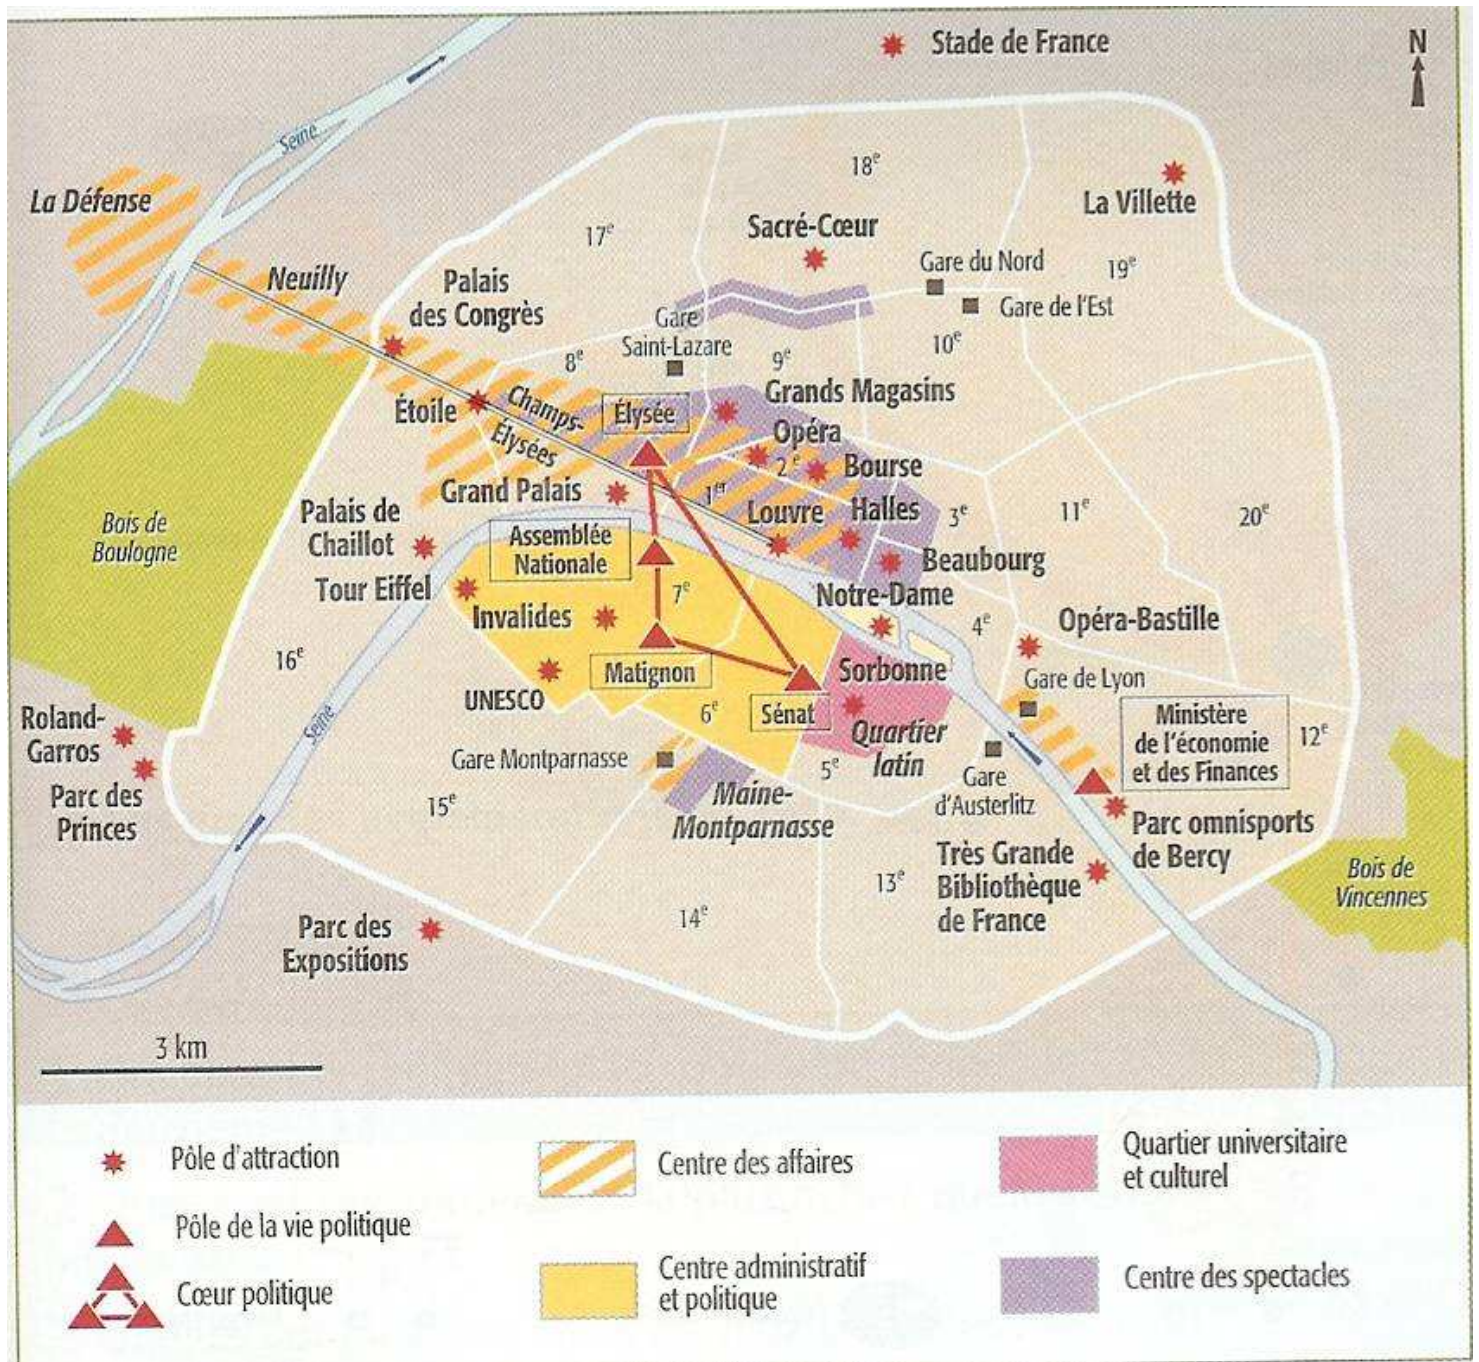 Stade de France
N
Seine
18e
La Défense
La Villette
17e
Sacré-Cœur
Neuilly
Palais
des Congrès
Gare du Nord
19e
Gare de l'Est
Gare
Saint-Lazare
8e
9e
10e
Étoile
Champs-
Élysées
Élysée
Grands Magasins
Opéra
2e
Bourse
Grand Palais
1er
Louvre
Halles
3e
11e
20e
Bois de
Boulogne
Palais de
Chaillot
Assemblée
Nationale
Beaubourg
Tour Eiffel
7e
Notre-Dame
Invalides
4e
Opéra-Bastille
16e
Matignon
Sorbonne
Gare de Lyon
UNESCO
6e
Sénat
Quartier
latin
Ministère
de l'économie
et des Finances
12e
Roland-
Garros
Seine
Gare Montparnasse
5e
Gare
d'Austerlitz
Parc des
Princes
15e
Maine-
Montparnasse
Parc omnisports
de Bercy
Très Grande
Bibliothèque
de France
13e
Bois de
Vincennes
14e
Parc des
Expositions
3 km
Pôle d'attraction
Pôle de la vie politique
Cœur politique
Centre des affaires
Centre administratif
et politique
Quartier universitaire
et culturel
Centre des spectacles